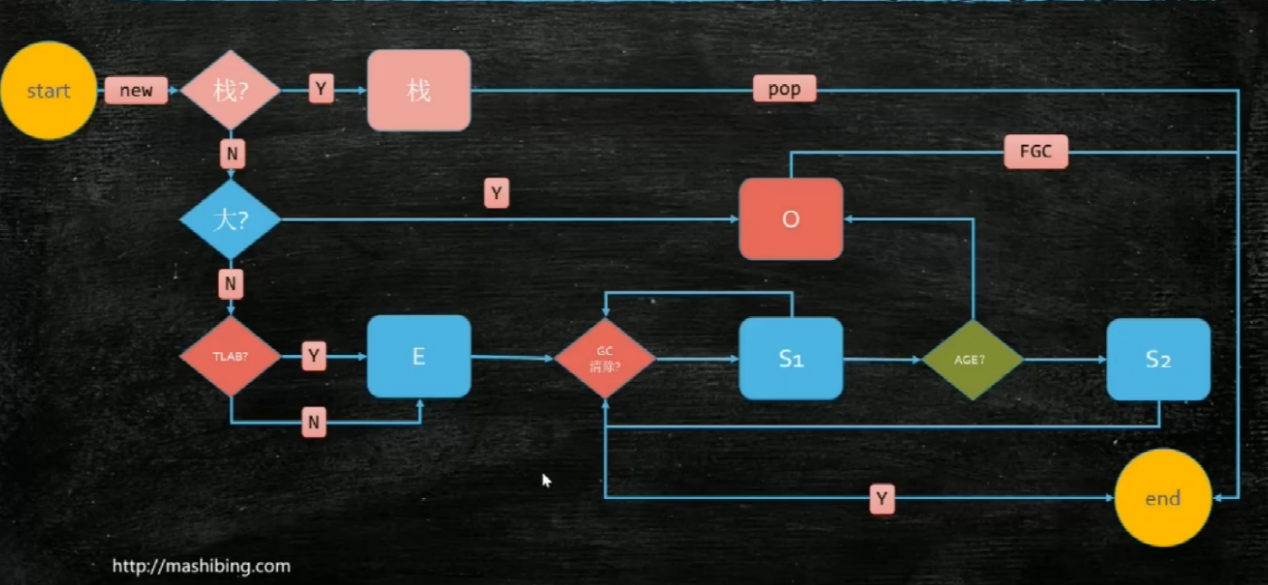 start
new
栈?
Y
栈
pop
N
FGC
Y
大?
O
N
TLAB?
Y
E
GC
清除?
S1
AGE?
S2
N
Y
end
http://mashibing.com